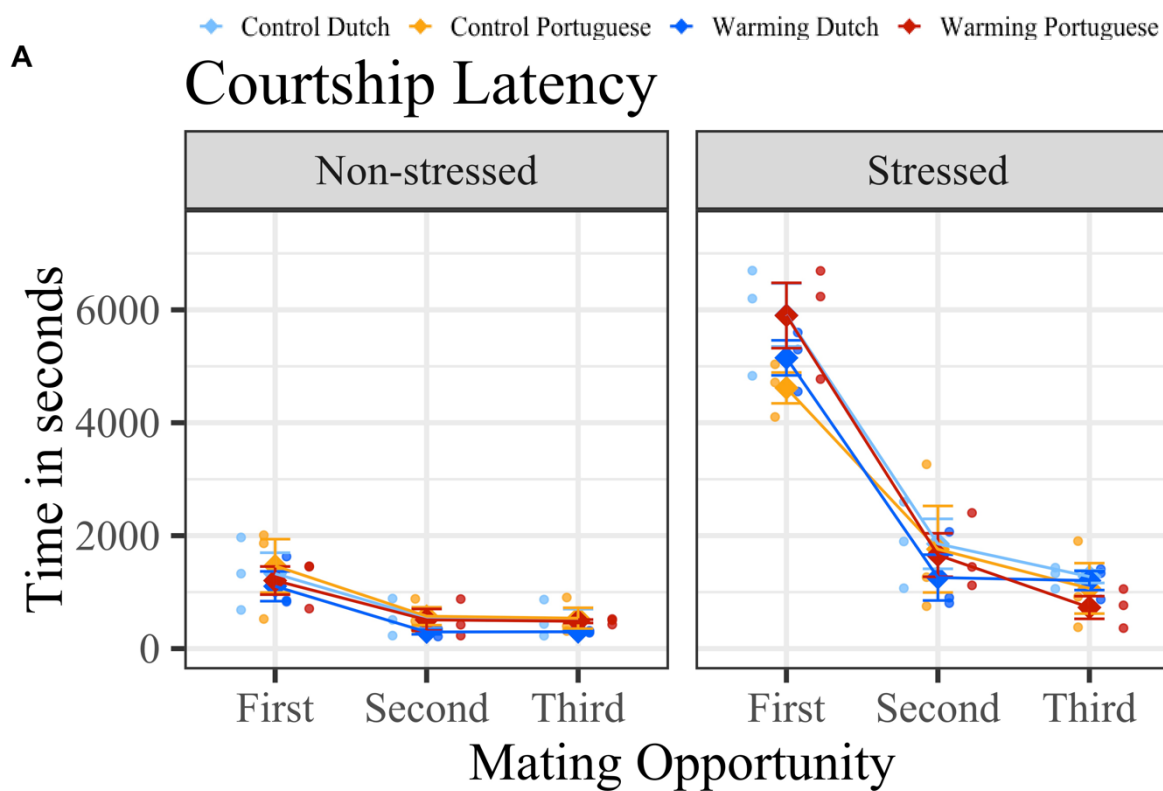 Control Dutch Control Portuguese Warming Dutch Warming Portuguese
A
Courtship Latency
Non-stressed
Stressed
Time in seconds
6000
4000
2000
0
First Second Third
First Second Third
Mating Opportunity